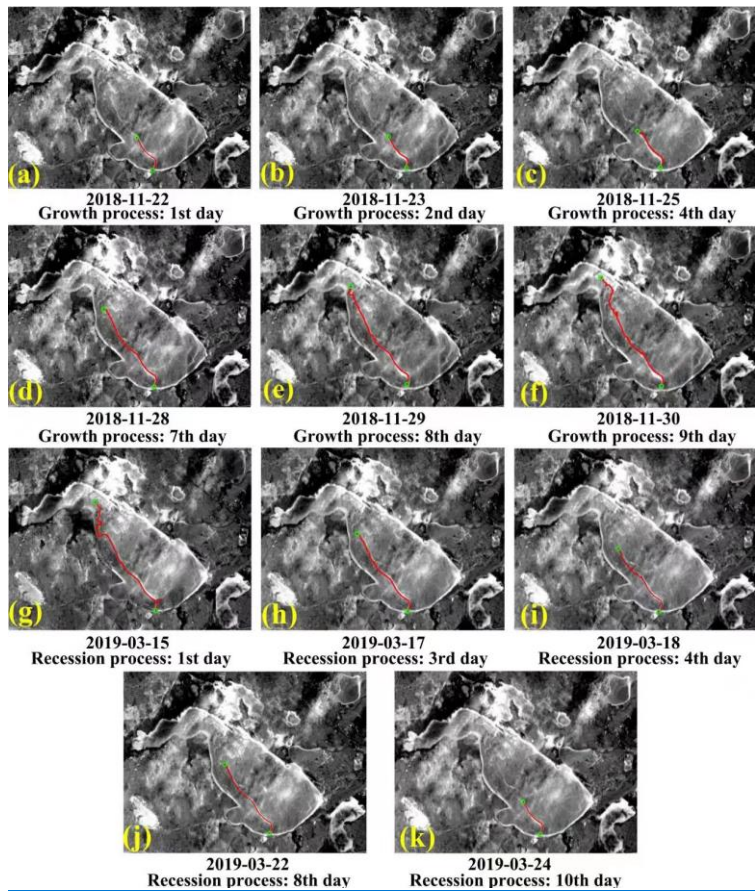 (a)
(b)
(c)
2018-11-22
2018-11-23
2018-11-25
Growth process: 1st day
Growth process: 2nd day
Growth process: 4th day
(d)
(e)
(f)
2018-11-28
2018-11-29
2018-11-30
Growth process: 7th day
Growth process: 8th day
Growth process: 9th day
(g)
(h)
(i)
2019-03-15
2019-03-17
2019-03-18
Recession process: 1st day
Recession process: 3rd day
Recession process: 4th day
(j)
(k)
2019-03-22
2019-03-24
Recession process: 8th day
Recession process: 10th day